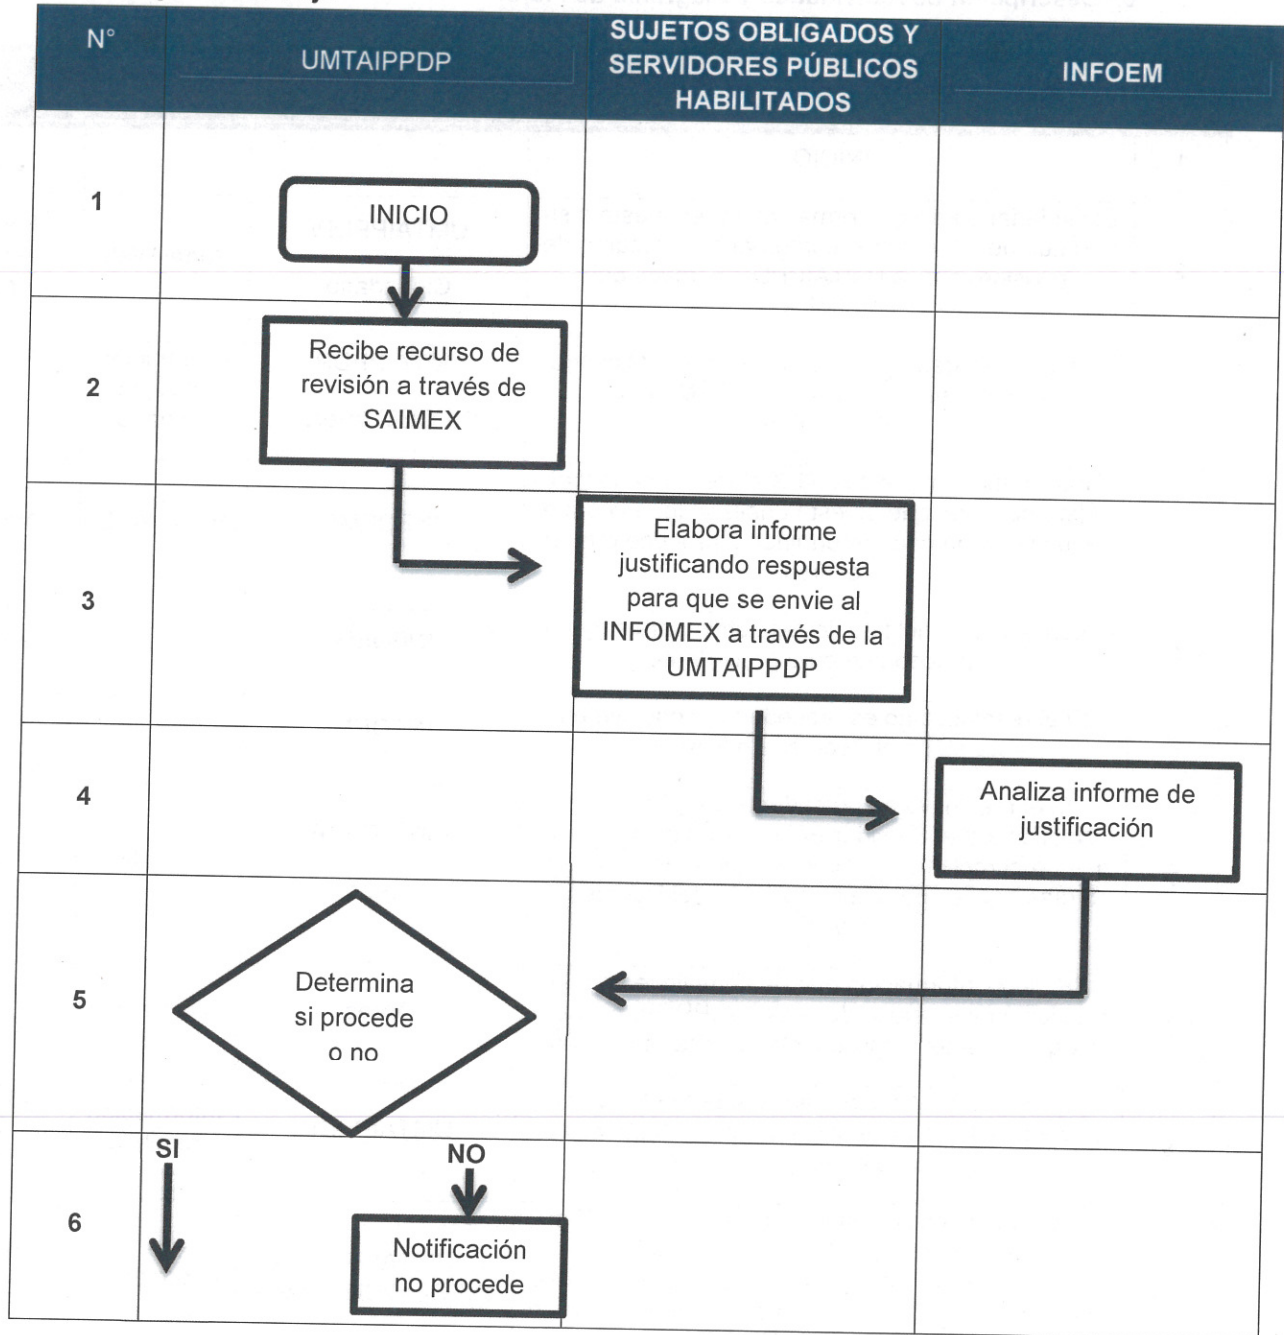 N°
UMTAIPPDP
SUJETOS OBLIGADOS Y
SERVIDORES PÚBLICOS
HABILITADOS
INFOEM
1
INICIO
2
Recibe recurso de
revisión a través de
SAIMEX
3
Elabora informe
justificando respuesta
para que se envie al
INFOMEX a través de la
UMTAIPPDP
4
Analiza informe de
justificación
5
Determina
si procede
o no
SI
NO
6
Notificación
no procede